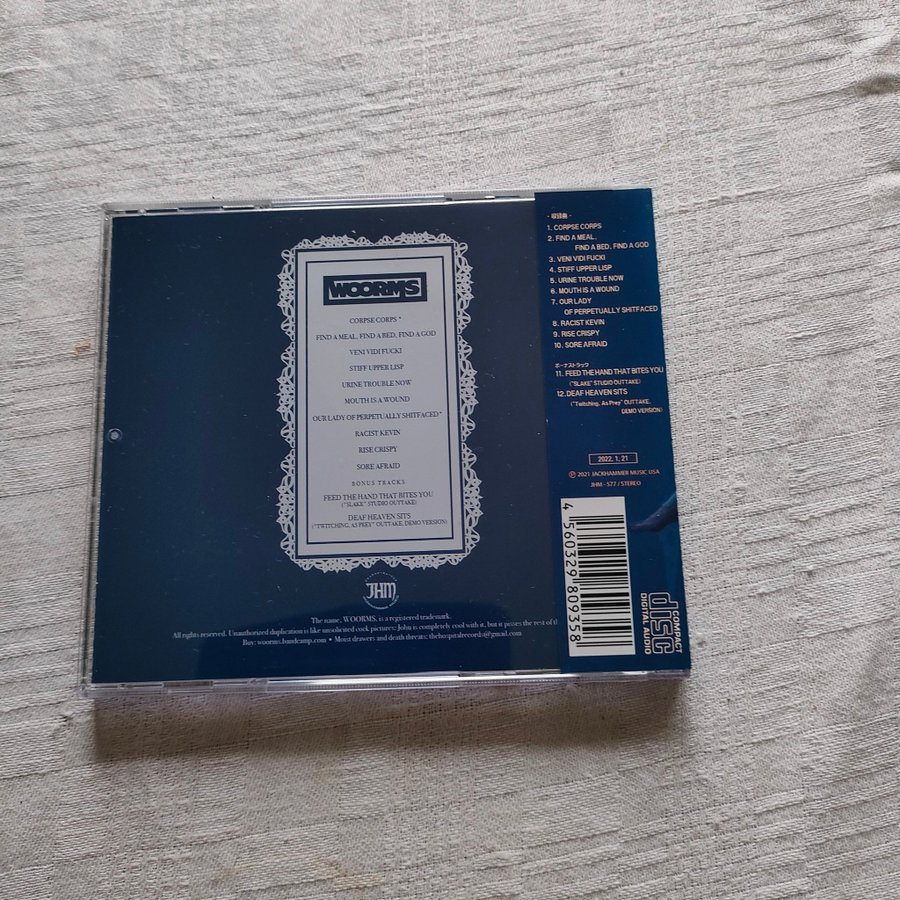 WOORMS
CORPSE CORPS *
FIND A MEAL, FIND A BED, FIND A GOD
VENI VIDI FUCKI
STIFF UPPER LISP
URINE TROUBLE NOW
MOUTH IS A WOUND
OUR LADY OF PERPETUALLY SHITFACED *
RACIST KEVIN
RISE CRISPY
SORE AFRAID
BONUS TRACKS
FEED THE HAND THAT BITES YOU
("SLAKE" STUDIO OUTTAKE)
DEAF HEAVEN SITS
("TWITCHING, AS PREY" OUTTAKE, DEMO VERSION)
JHM
The name, WOORMS, is a registered trademark.
All rights reserved. Unauthorized duplication is like unsolicited cock pictures: John is completely cool with it, but it pisses the rest of th
Buy: woorms.bandcamp.com • Moist drawers and death threats: thehospitalrecords@gmail.com
- 収録曲 -
1. CORPSE CORPS
2. FIND A MEAL,
FIND A BED, FIND A GOD
3. VENI VIDI FUCKI
4. STIFF UPPER LISP
5. URINE TROUBLE NOW
6. MOUTH IS A WOUND
7. OUR LADY
OF PERPETUALLY SHITFACED
8. RACIST KEVIN
9. RISE CRISPY
10. SORE AFRAID
ボーナストラック
11. FEED THE HAND THAT BITES YOU
("SLAKE" STUDIO OUTTAKE)
12. DEAF HEAVEN SITS
("Twitching, As Prey" OUTTAKE,
DEMO VERSION)
2022. 1. 21
Ⓟ 2021 JACKHAMMER MUSIC USA
JHM - 577 / STEREO
4 560329 809358
COMPACT
disc
DIGITAL AUDIO